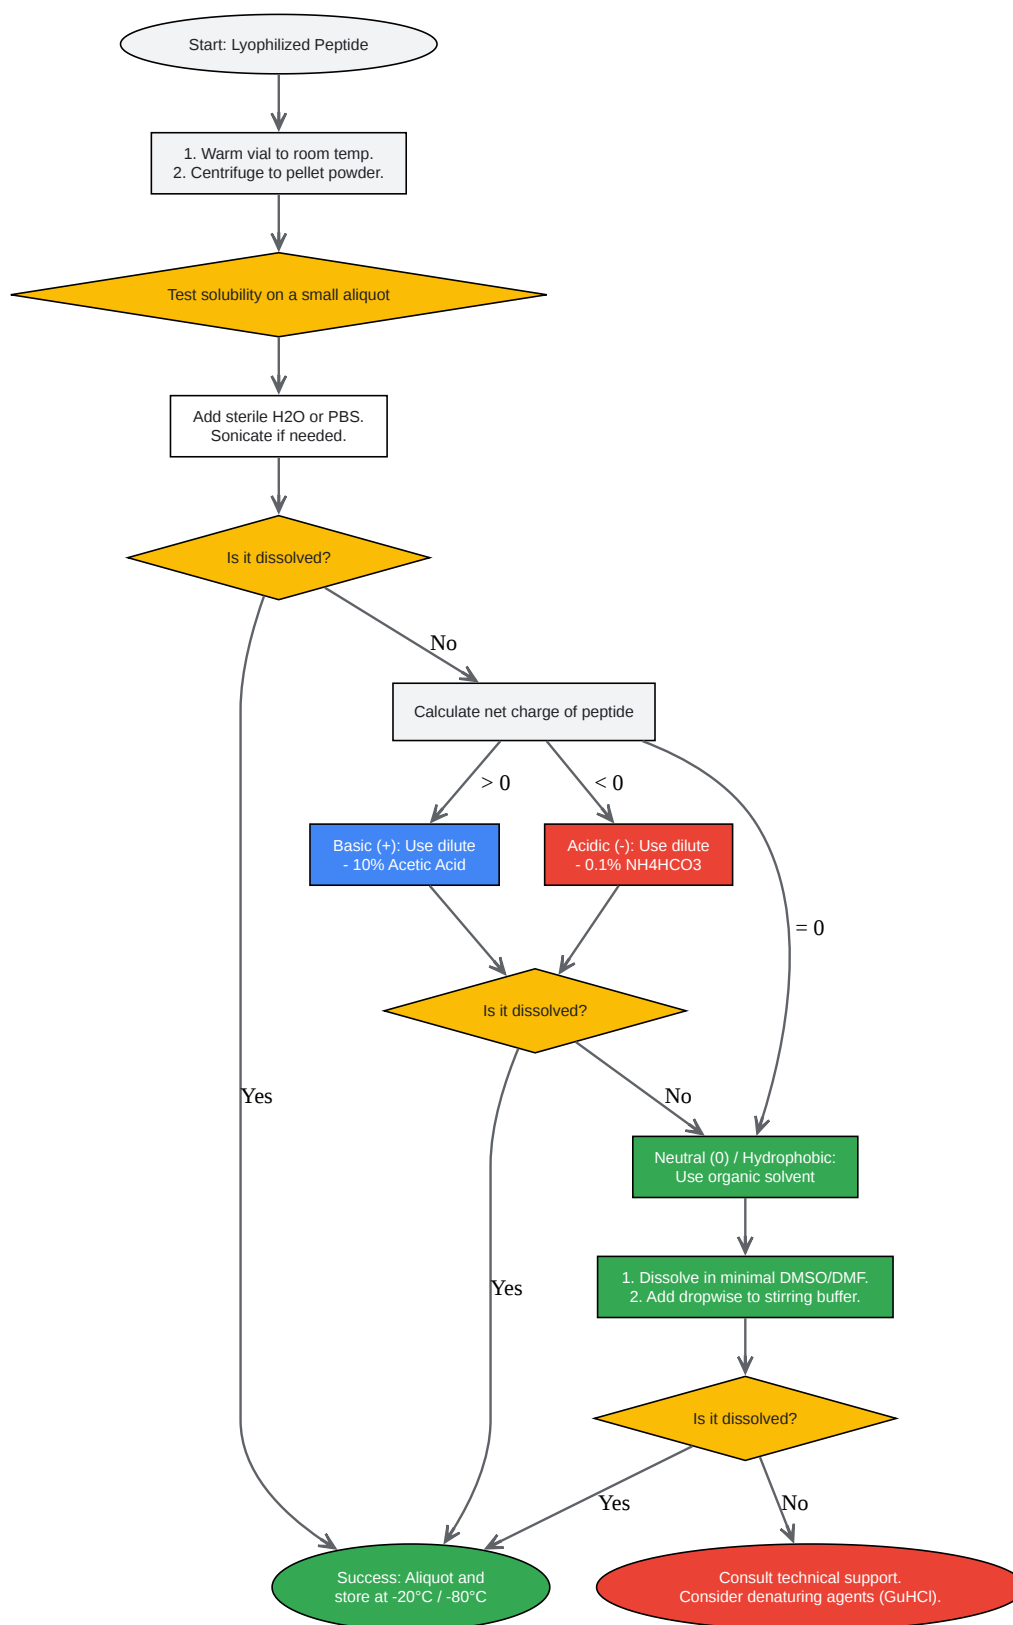 Start: Lyophilized Peptide
1. Warm vial to room temp.
2. Centrifuge to pellet powder.
Test solubility on a small aliquot
Add sterile H2O or PBS.
Sonicate if needed.
Is it dissolved?
No
Calculate net charge of peptide
> 0
< 0
Basic (+): Use dilute
- 10% Acetic Acid
Acidic (-): Use dilute
- 0.1% NH4HCO3
= 0
Is it dissolved?
Yes
No
Neutral (0) / Hydrophobic:
Use organic solvent
Yes
1. Dissolve in minimal DMSO/DMF.
2. Add dropwise to stirring buffer.
Is it dissolved?
Yes
No
Success: Aliquot and
store at -20°C / -80°C
Consult technical support.
Consider denaturing agents (GuHCl).